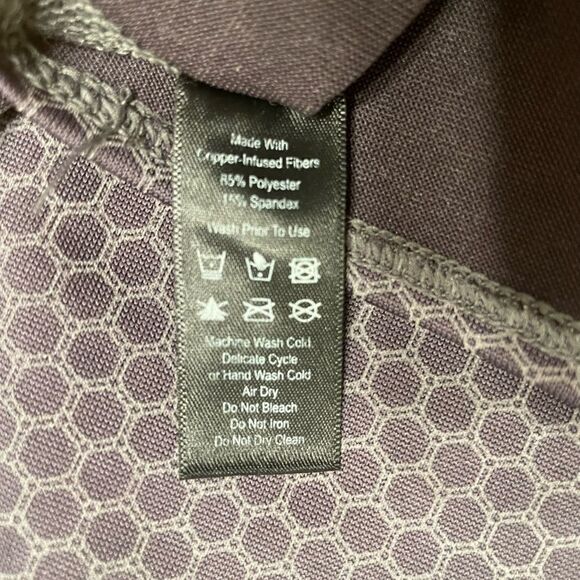 Made With
Copper-Infused Fibers
85% Polyester
15% Spandex
Wash Prior To Use
Machine Wash Cold
Delicate Cycle
or Hand Wash Cold
Air Dry
Do Not Bleach
Do Not Iron
Do Not Dry Clean